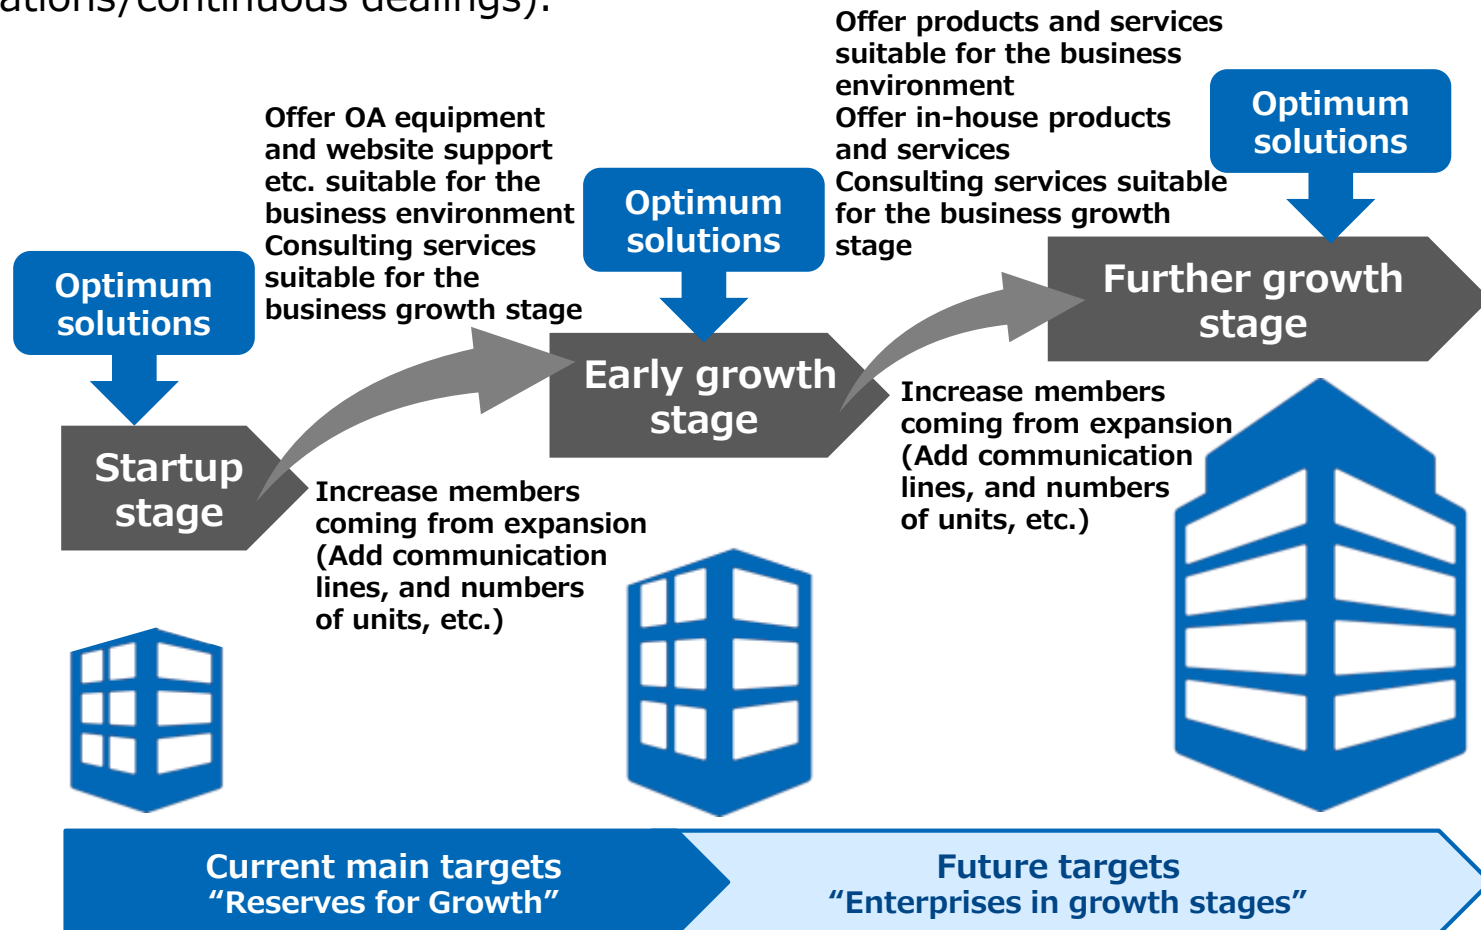 ations/continuous dealings).
Offer products and services
suitable for the business
environment
Offer in-house products
and services
Consulting services suitable
for the business growth
stage
Optimum
solutions
Offer OA equipment
and website support
etc. suitable for the
business environment
Consulting services
suitable for the
business growth stage
Optimum
solutions
Optimum
solutions
Further growth
stage
Early growth
stage
Startup
stage
Increase members
coming from expansion
(Add communication
lines, and numbers
of units, etc.)
Increase members
coming from expansion
(Add communication
lines, and numbers
of units, etc.)
Current main targets
“Reserves for Growth”
Future targets
“Enterprises in growth stages”